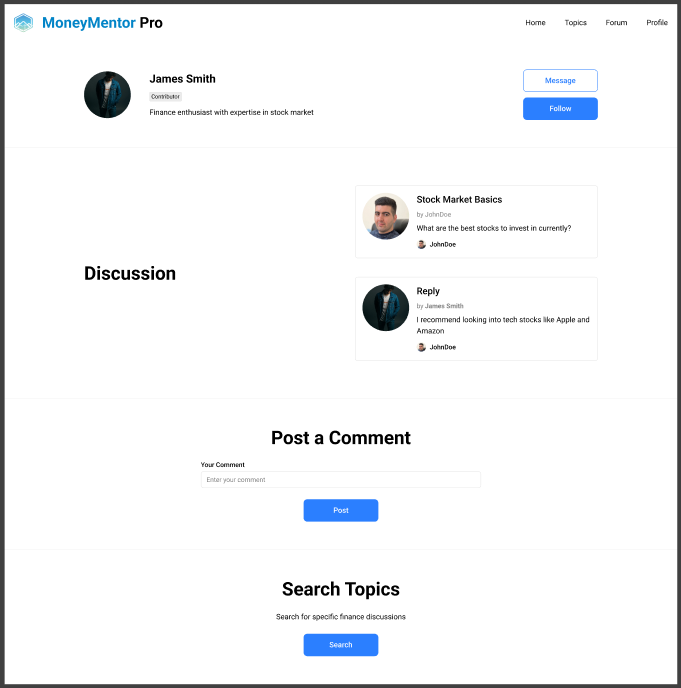 MoneyMentor Pro
Home
Topics
Forum
Profile
James Smith
Contributor
Finance enthusiast with expertise in stock market
Message
Follow
Discussion
Stock Market Basics
by JohnDoe
What are the best stocks to invest in currently?
JohnDoe
Reply
by James Smith
I recommend looking into tech stocks like Apple and
Amazon
JohnDoe
Post a Comment
Your Comment
Enter your comment
Post
Search Topics
Search for specific finance discussions
Search